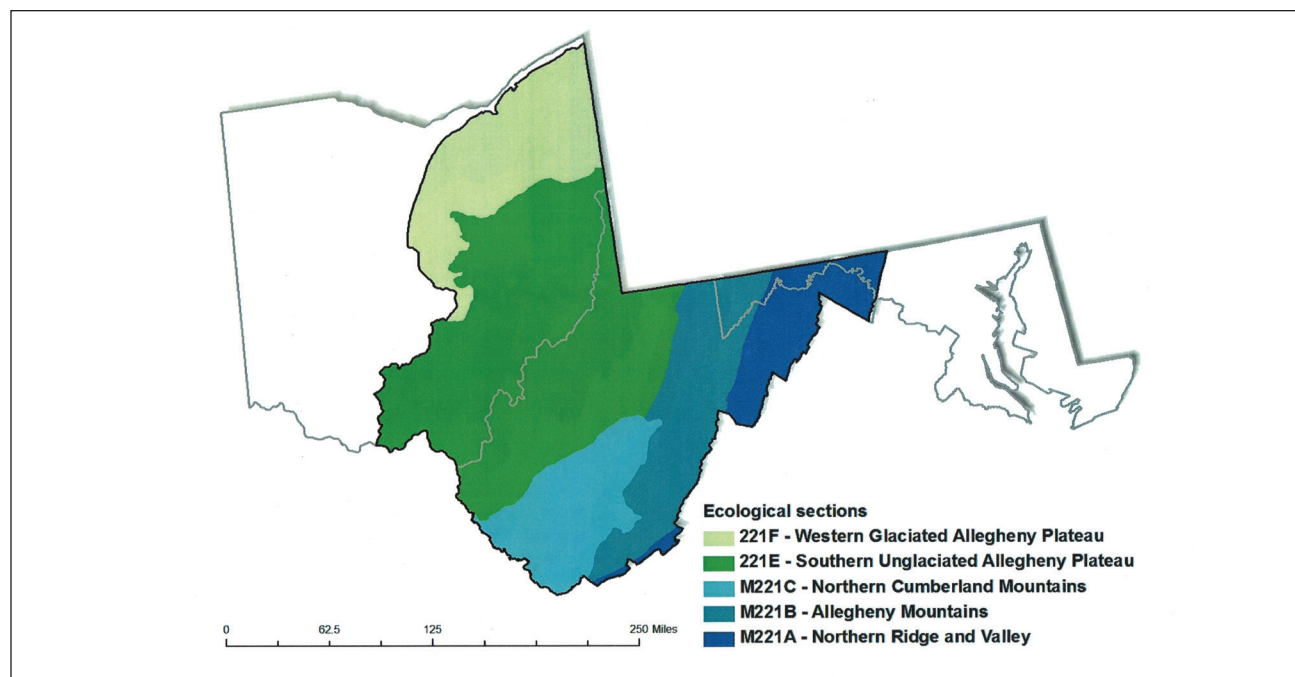 Ecological sections
221F - Western Glaciated Allegheny Plateau
221E - Southern Unglaciated Allegheny Plateau
M221C - Northern Cumberland Mountains
M221B - Allegheny Mountains
M221A - Northern Ridge and Valley
0 62.5 125 250 Miles